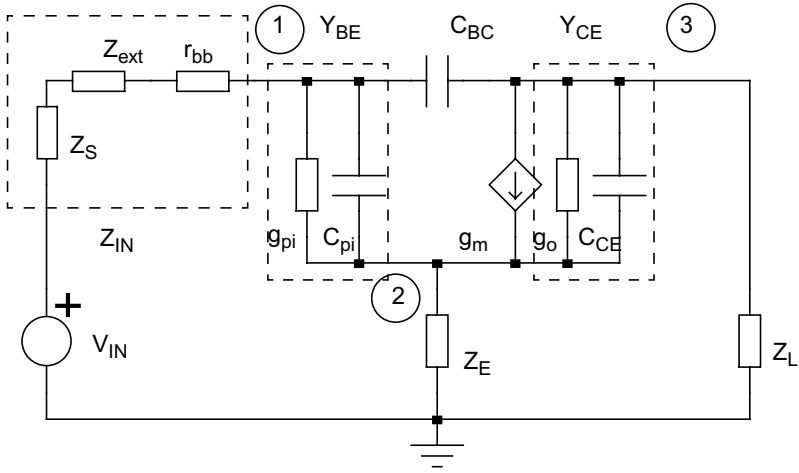 1
Y_BE
C_BC
Y_CE
3
Z_ext
r_bb
Z_S
Z_IN
g_pi
C_pi
g_m
g_o
C_CE
2
+
V_IN
Z_E
Z_L